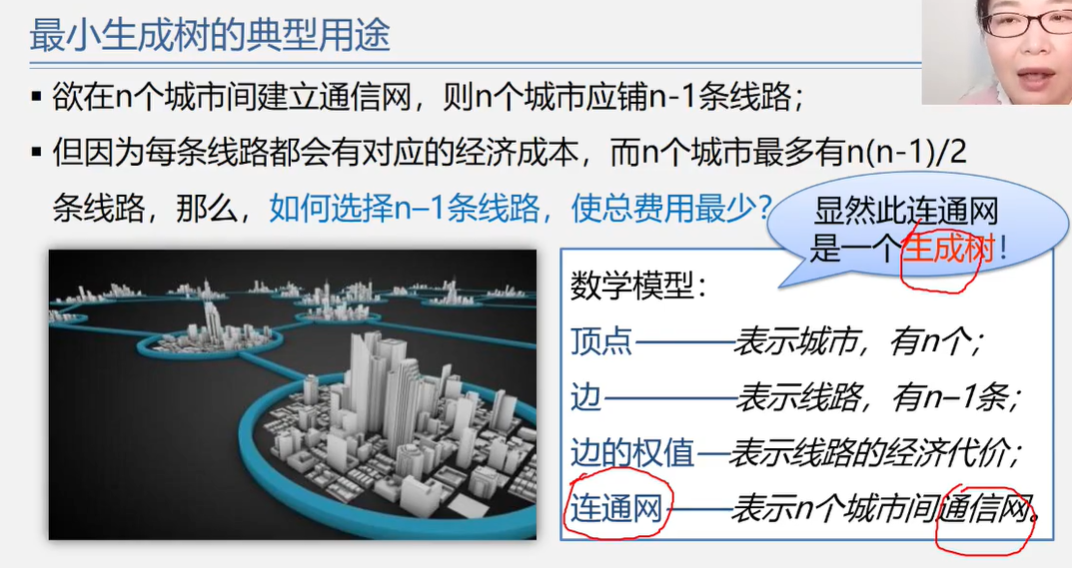 最小生成树的典型用途
▪ 欲在n个城市间建立通信网，则n个城市应铺n-1条线路；
▪ 但因为每条线路都会有对应的经济成本，而n个城市最多有n(n-1)/2
条线路，那么，如何选择n–1条线路，使总费用最少？
显然此连通网
是一个生成树！
数学模型：
顶点——表示城市，有n个；
边——表示线路，有n–1条；
边的权值—表示线路的经济代价；
连通网——表示n个城市间通信网。